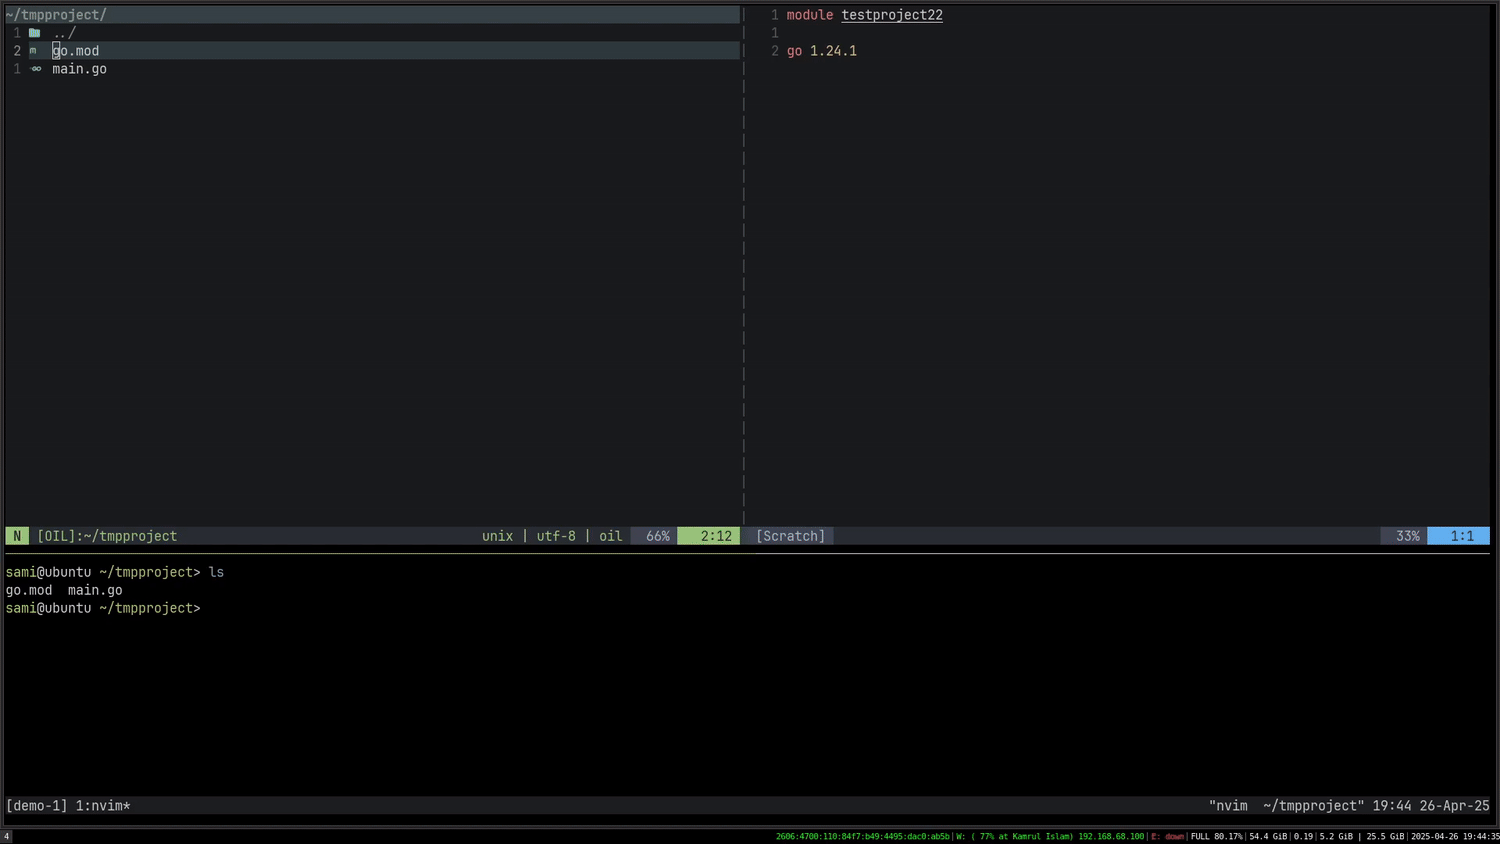 ~/tmpproject/
1 ../
2 go.mod
1 main.go
1 module testproject22
1
2 go 1.24.1
N [OIL]:~/tmpproject unix | utf-8 | oil 66% 2:12
[Scratch] 33% 1:1
sami@ubuntu ~/tmpproject> ls
go.mod  main.go
sami@ubuntu ~/tmpproject>
[demo-1] 1:nvim* "nvim  ~/tmpproject" 19:44 26-Apr-25
4 2606:4700:110:84f7:b49:4495:dac0:ab5b|W: ( 77% at Kamrul Islam) 192.168.68.100|E: down|FULL 80.17%|54.4 GiB|0.19|5.2 GiB | 25.5 GiB|2025-04-26 19:44:35